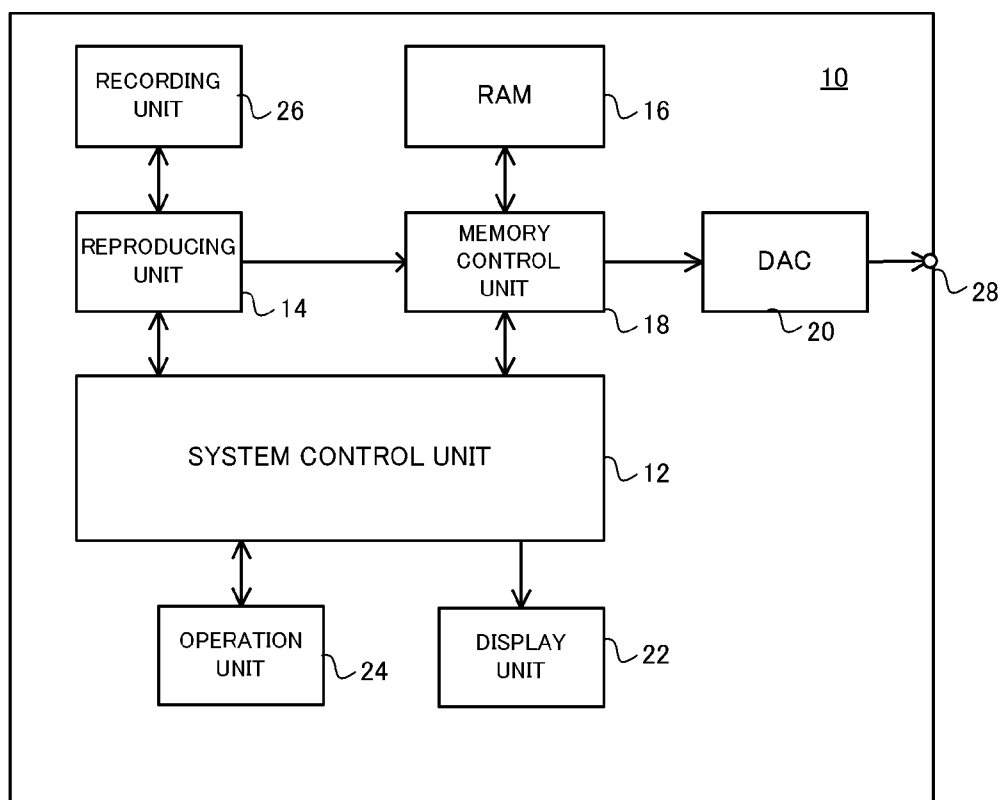 RECORDING
UNIT
26
RAM
16
10
REPRODUCING
UNIT
14
MEMORY
CONTROL
UNIT
18
DAC
20
28
SYSTEM CONTROL UNIT
12
OPERATION
UNIT
24
DISPLAY
UNIT
22